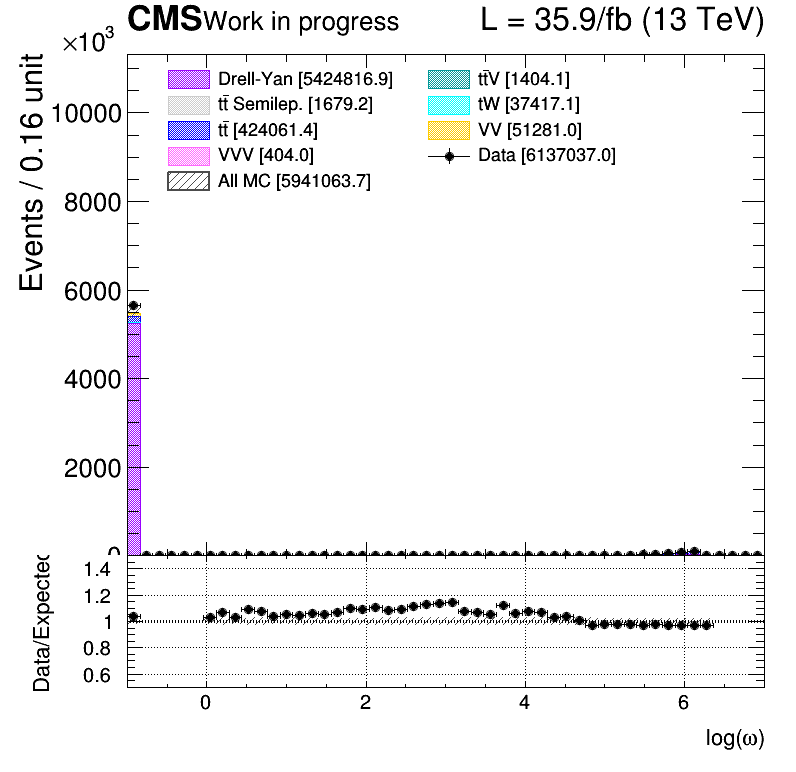 CMS Work in progress L = 35.9/fb (13 TeV)
×10³
Events / 0.16 unit
Drell-Yan [5424816.9]
tt̄ Semilep. [1679.2]
tt̄ [424061.4]
VVV [404.0]
All MC [5941063.7]
tt̄V [1404.1]
tW [37417.1]
VV [51281.0]
Data [6137037.0]
10000
8000
6000
4000
2000
0
Data/Expected
1.4
1.2
1
0.8
0.6
0 2 4 6
log(ω)